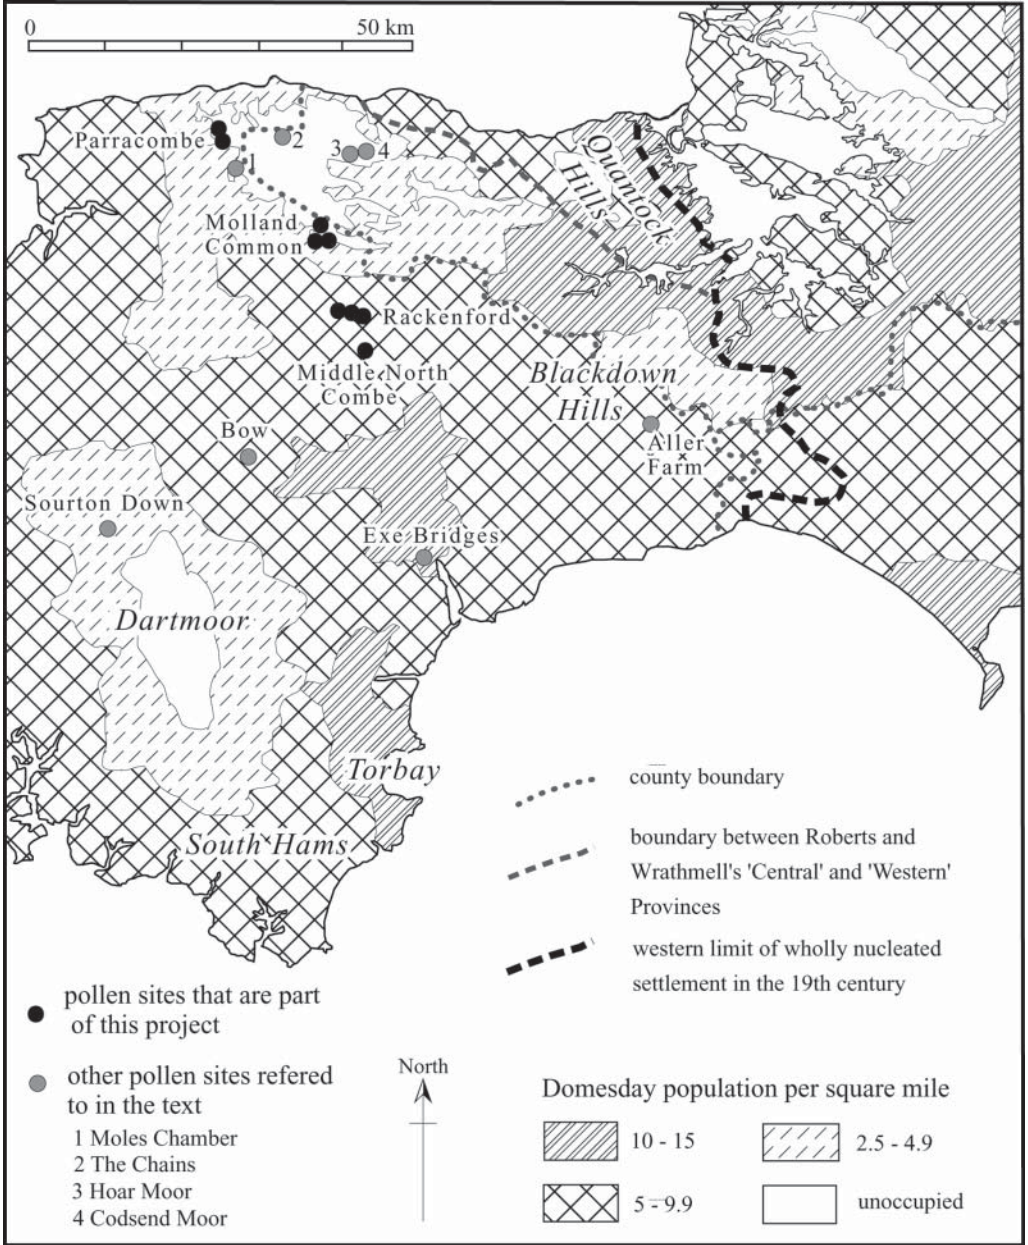 0 50 km
Parracombe
1
2
3 4
Quantock
Hills
Molland
Common
Rackenford
Middle North
Combe
Blackdown
Hills
Bow
Aller
Farm
Sourton Down
Exe Bridges
Dartmoor
Torbay
South Hams
county boundary
boundary between Roberts and
Wrathmell's 'Central' and 'Western'
Provinces
western limit of wholly nucleated
settlement in the 19th century
pollen sites that are part
of this project
other pollen sites refered
to in the text
1 Moles Chamber
2 The Chains
3 Hoar Moor
4 Codsend Moor
North
Domesday population per square mile
10 - 15
2.5 - 4.9
5 - 9.9
unoccupied